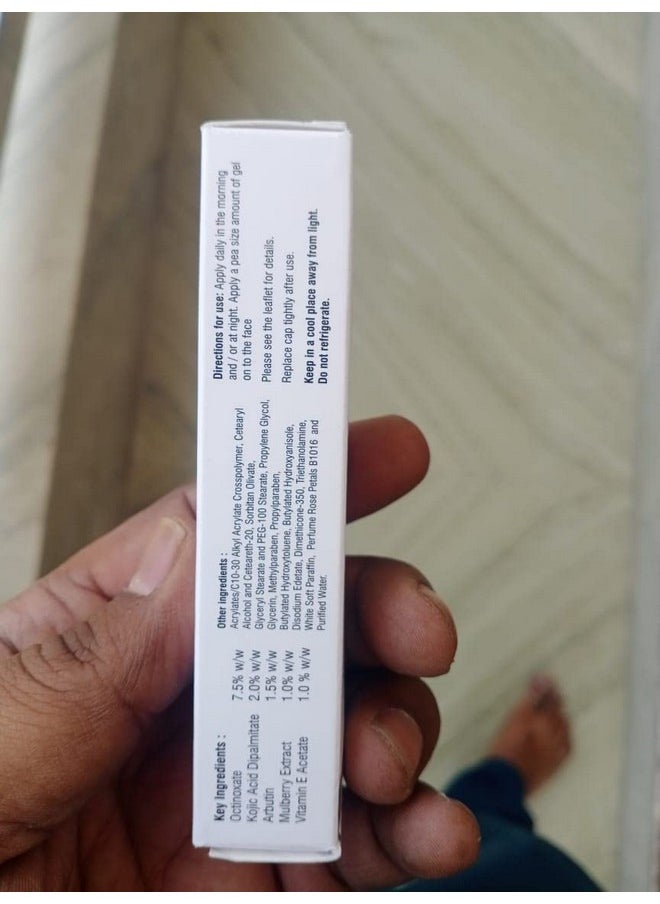 Key Ingredients :
Octinoxate 7.5% w/w
Kojic Acid Dipalmitate 2.0% w/w
Arbutin 1.5% w/w
Mulberry Extract 1.0% w/w
Vitamin E Acetate 1.0 % w/w
Other ingredients :
Acrylates/C10-30 Alkyl Acrylate Crosspolymer, Cetearyl
Alcohol and Ceteareth-20, Sorbitan Olivate,
Glyceryl Stearate and PEG-100 Stearate, Propylene Glycol,
Glycerin, Methylparaben, Propylparaben,
Butylated Hydroxytoluene, Butylated Hydroxyanisole,
Disodium Edetate, Dimethicone-350, Triethanolamine,
White Soft Paraffin, Perfume Rose Petals B1016 and
Purified Water.
Directions for use: Apply daily in the morning
and / or at night. Apply a pea size amount of gel
on to the face
Please see the leaflet for details.
Replace cap tightly after use.
Keep in a cool place away from light.
Do not refrigerate.